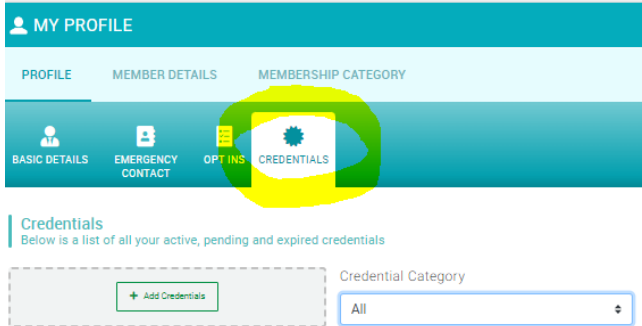 MY PROFILE
PROFILE MEMBER DETAILS MEMBERSHIP CATEGORY
BASIC DETAILS EMERGENCY CONTACT OPT INS CREDENTIALS
Credentials
Below is a list of all your active, pending and expired credentials
+ Add Credentials
Credential Category
All